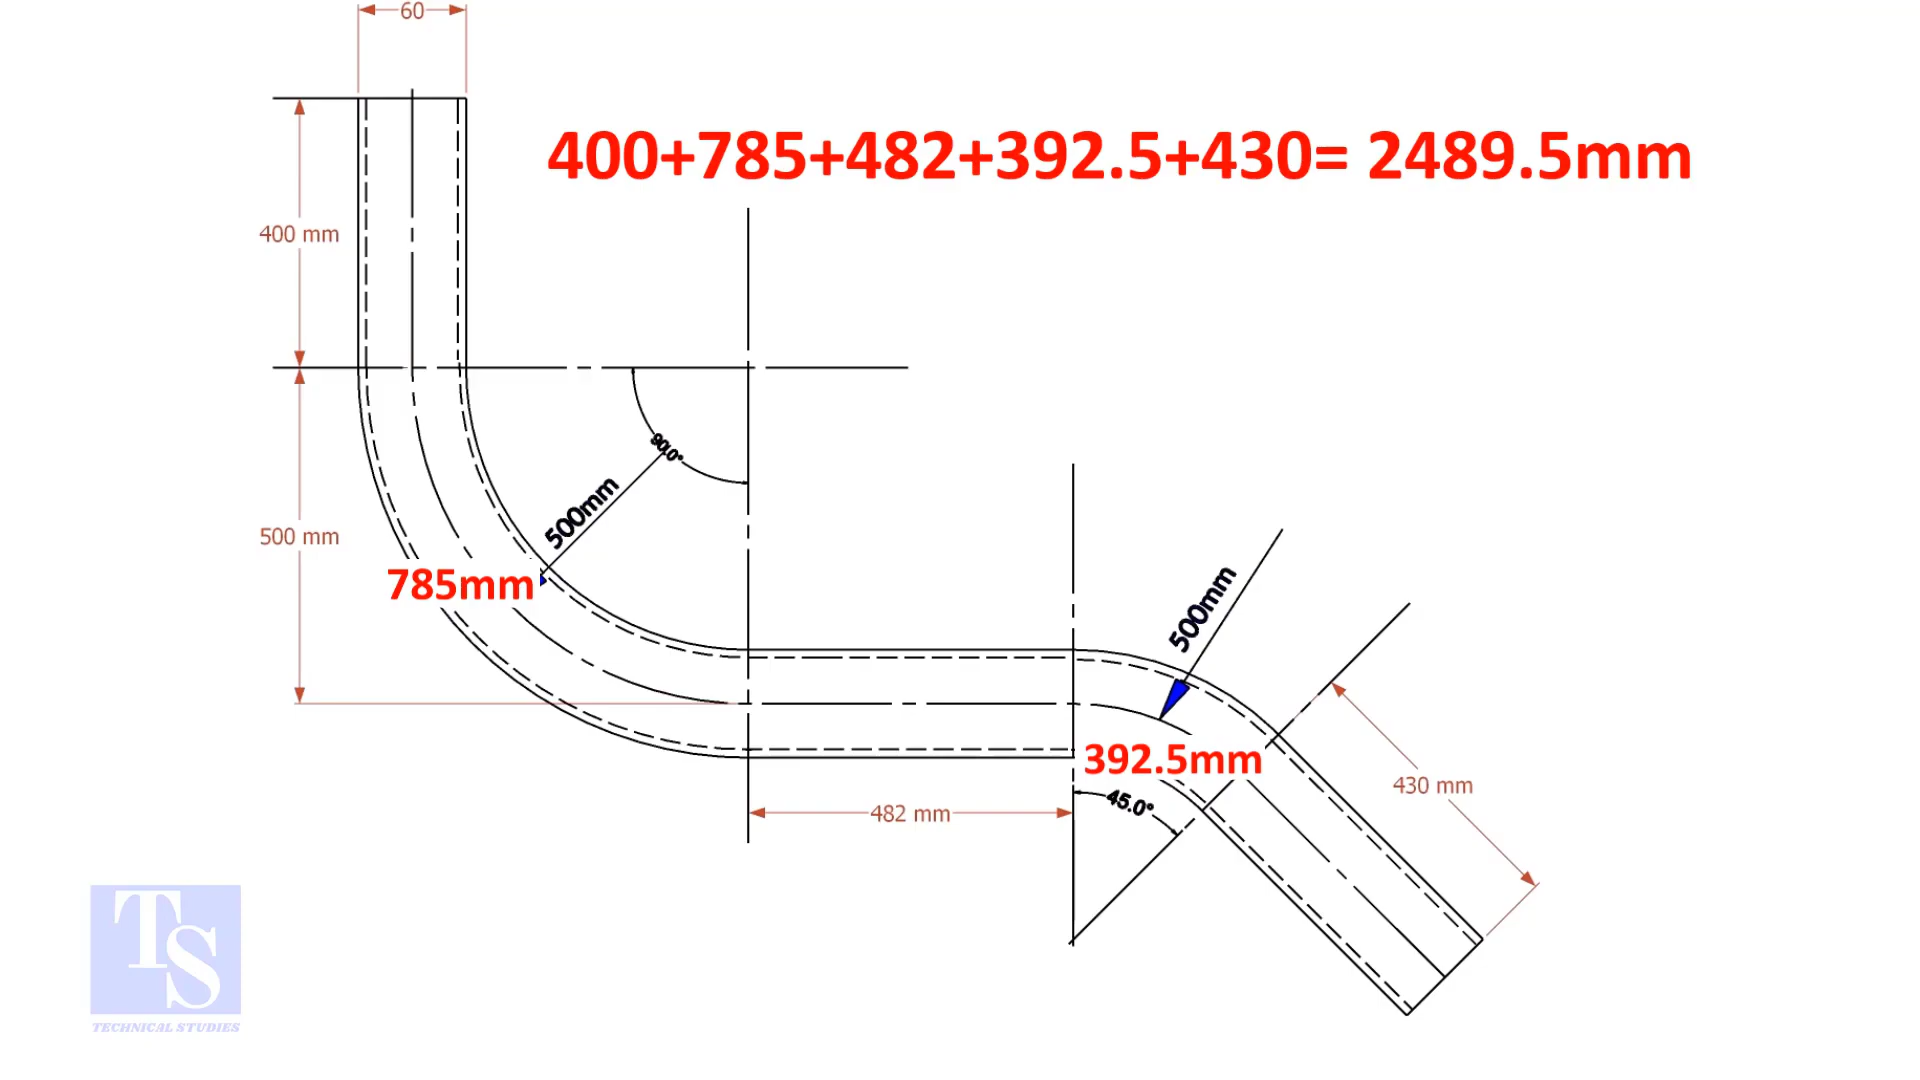 60
400+785+482+392.5+430= 2489.5mm
400 mm
90.0°
500mm
500 mm
785mm
500mm
392.5mm
430 mm
45.0°
482 mm
TS
TECHNICAL STUDIES